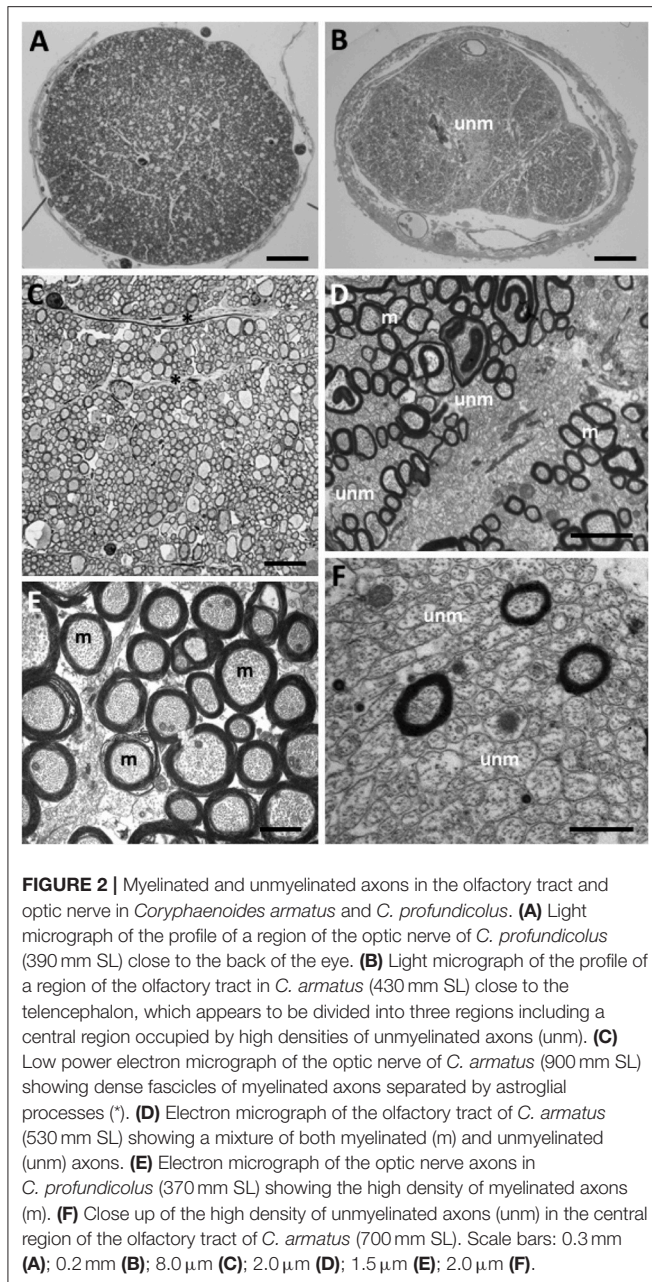 A
B
unm
C
*
*
D
m
unm
m
unm
E
m
m
m
F
unm
unm
FIGURE 2 | Myelinated and unmyelinated axons in the olfactory tract and
optic nerve in Coryphaenoides armatus and C. profundicolus. (A) Light
micrograph of the profile of a region of the optic nerve of C. profundicolus
(390 mm SL) close to the back of the eye. (B) Light micrograph of the profile of
a region of the olfactory tract in C. armatus (430 mm SL) close to the
telencephalon, which appears to be divided into three regions including a
central region occupied by high densities of unmyelinated axons (unm). (C)
Low power electron micrograph of the optic nerve of C. armatus (900 mm SL)
showing dense fascicles of myelinated axons separated by astroglial
processes (*). (D) Electron micrograph of the olfactory tract of C. armatus
(530 mm SL) showing a mixture of both myelinated (m) and unmyelinated
(unm) axons. (E) Electron micrograph of the optic nerve axons in
C. profundicolus (370 mm SL) showing the high density of myelinated axons
(m). (F) Close up of the high density of unmyelinated axons (unm) in the central
region of the olfactory tract of C. armatus (700 mm SL). Scale bars: 0.3 mm
(A); 0.2 mm (B); 8.0 μm (C); 2.0 μm (D); 1.5 μm (E); 2.0 μm (F).